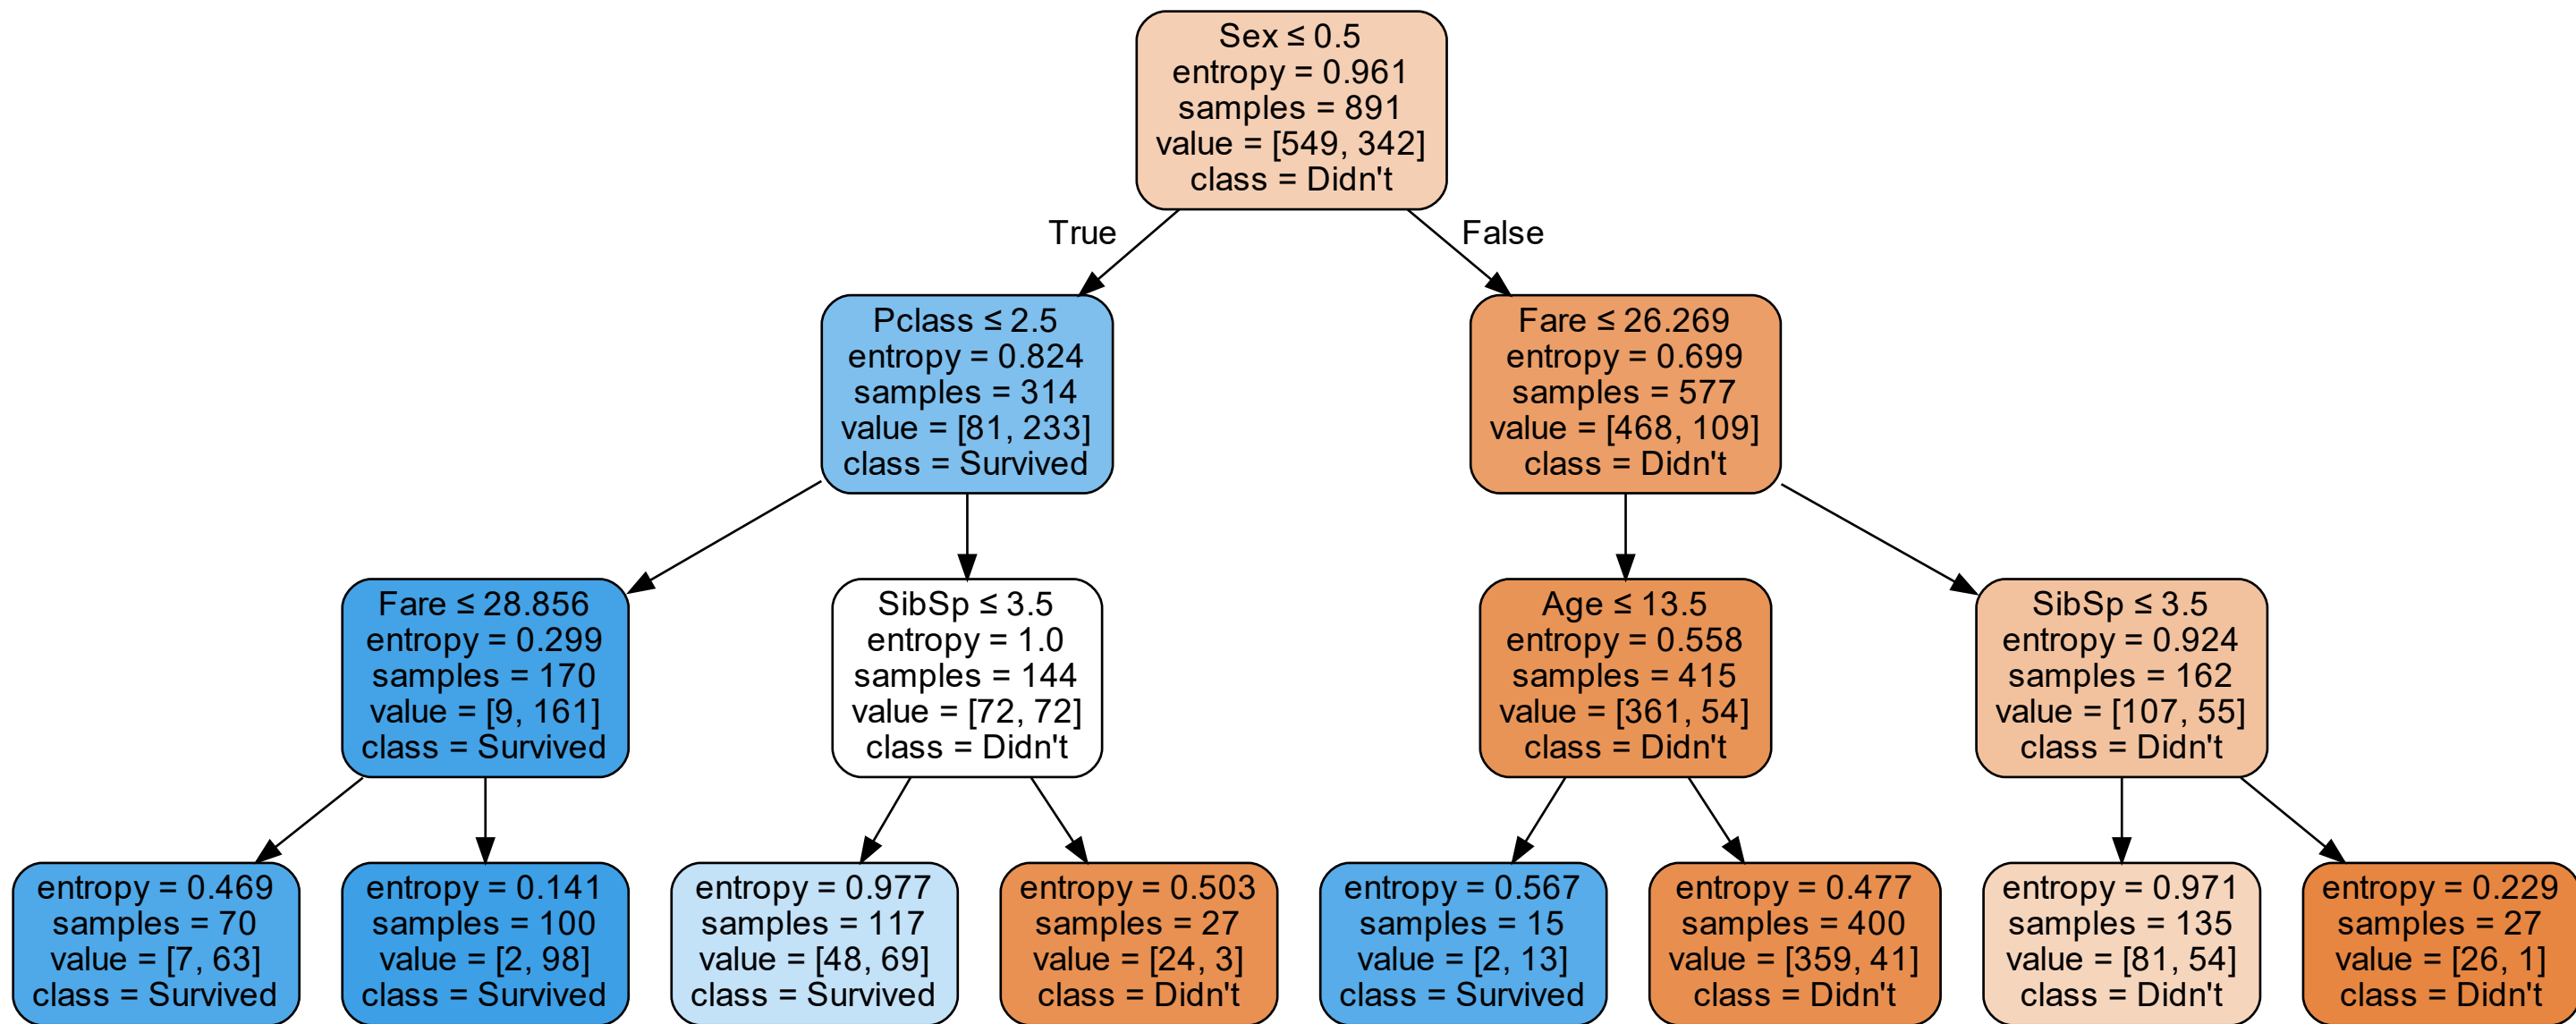 Sex ≤ 0.5
entropy = 0.961
samples = 891
value = [549, 342]
class = Didn't
True
False
Pclass ≤ 2.5
entropy = 0.824
samples = 314
value = [81, 233]
class = Survived
Fare ≤ 26.269
entropy = 0.699
samples = 577
value = [468, 109]
class = Didn't
Fare ≤ 28.856
entropy = 0.299
samples = 170
value = [9, 161]
class = Survived
SibSp ≤ 3.5
entropy = 1.0
samples = 144
value = [72, 72]
class = Didn't
Age ≤ 13.5
entropy = 0.558
samples = 415
value = [361, 54]
class = Didn't
SibSp ≤ 3.5
entropy = 0.924
samples = 162
value = [107, 55]
class = Didn't
entropy = 0.469
samples = 70
value = [7, 63]
class = Survived
entropy = 0.141
samples = 100
value = [2, 98]
class = Survived
entropy = 0.977
samples = 117
value = [48, 69]
class = Survived
entropy = 0.503
samples = 27
value = [24, 3]
class = Didn't
entropy = 0.567
samples = 15
value = [2, 13]
class = Survived
entropy = 0.477
samples = 400
value = [359, 41]
class = Didn't
entropy = 0.971
samples = 135
value = [81, 54]
class = Didn't
entropy = 0.229
samples = 27
value = [26, 1]
class = Didn't